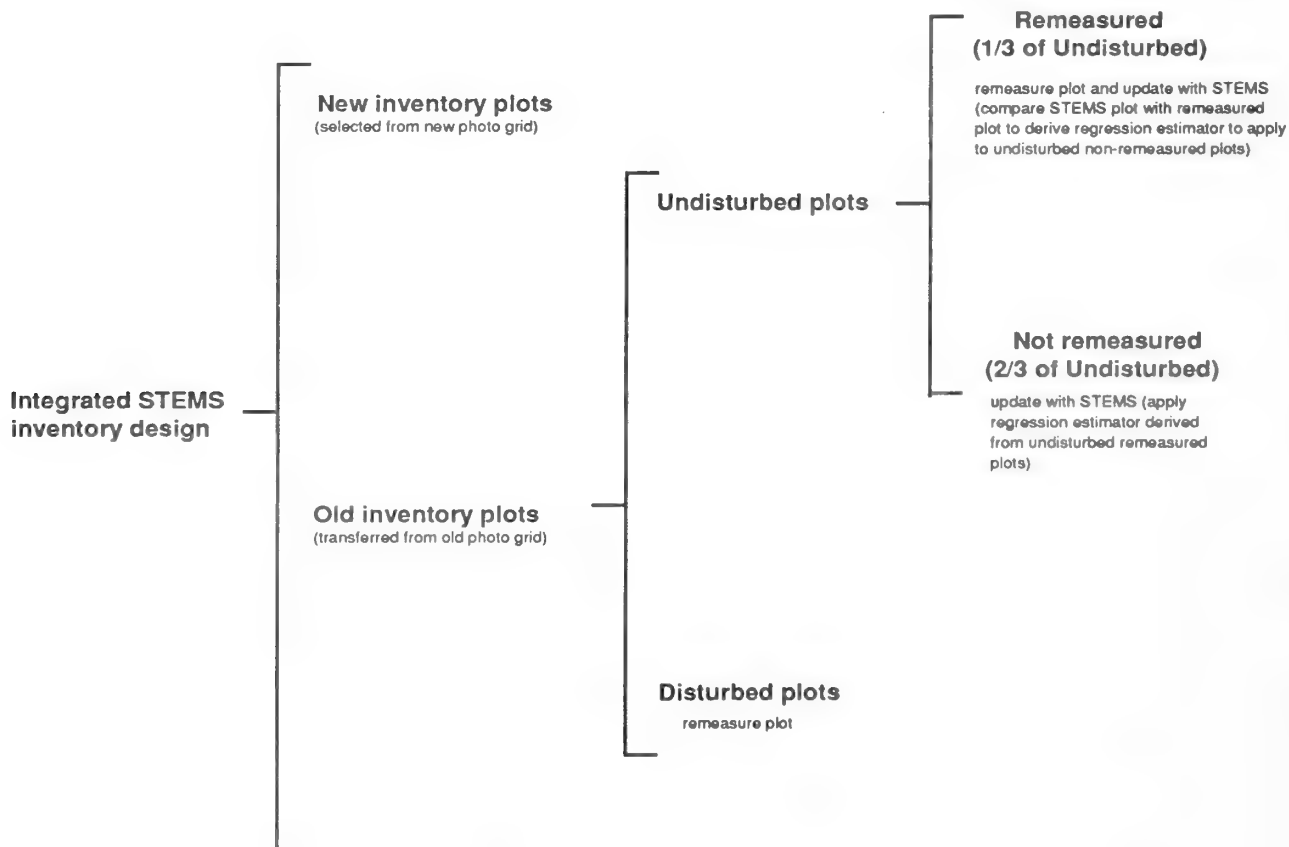 Integrated STEMS
inventory design
New inventory plots
(selected from new photo grid)
Old inventory plots
(transferred from old photo grid)
Undisturbed plots
Disturbed plots
remeasure plot
Remeasured
(1/3 of Undisturbed)
remeasure plot and update with STEMS
(compare STEMS plot with remeasured
plot to derive regression estimator to apply
to undisturbed non-remeasured plots)
Not remeasured
(2/3 of Undisturbed)
update with STEMS (apply
regression estimator derived
from undisturbed remeasured
plots)